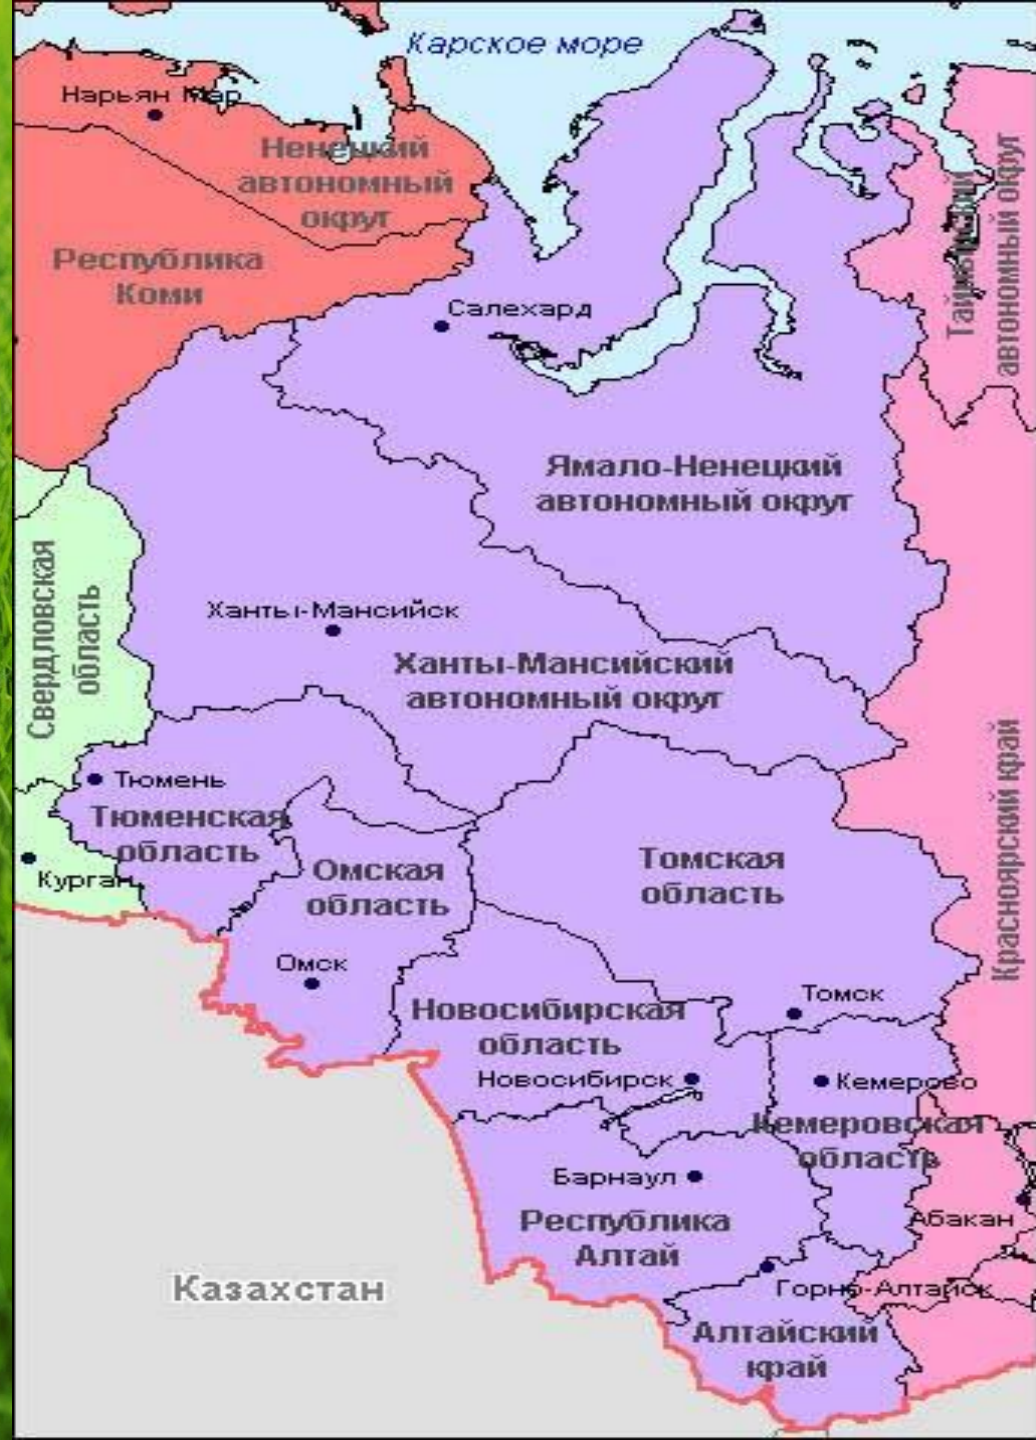 Карское море
Нарьян Мар
Ненецкий
автономный
округ
Республика
Коми
Таймырский
автономный округ
Салехард
Ямало-Ненецкий
автономный округ
Свердловская
область
Ханты-Мансийск
Ханты-Мансийский
автономный округ
Красноярский край
Тюмень
Тюменская
область
Курган
Омская
область
Томская
область
Омск
Томск
Новосибирская
область
Новосибирск
Кемерово
Кемеровская
область
Барнаул
Республика
Алтай
Абакан
Горно-Алтайск
Казахстан
Алтайский
край